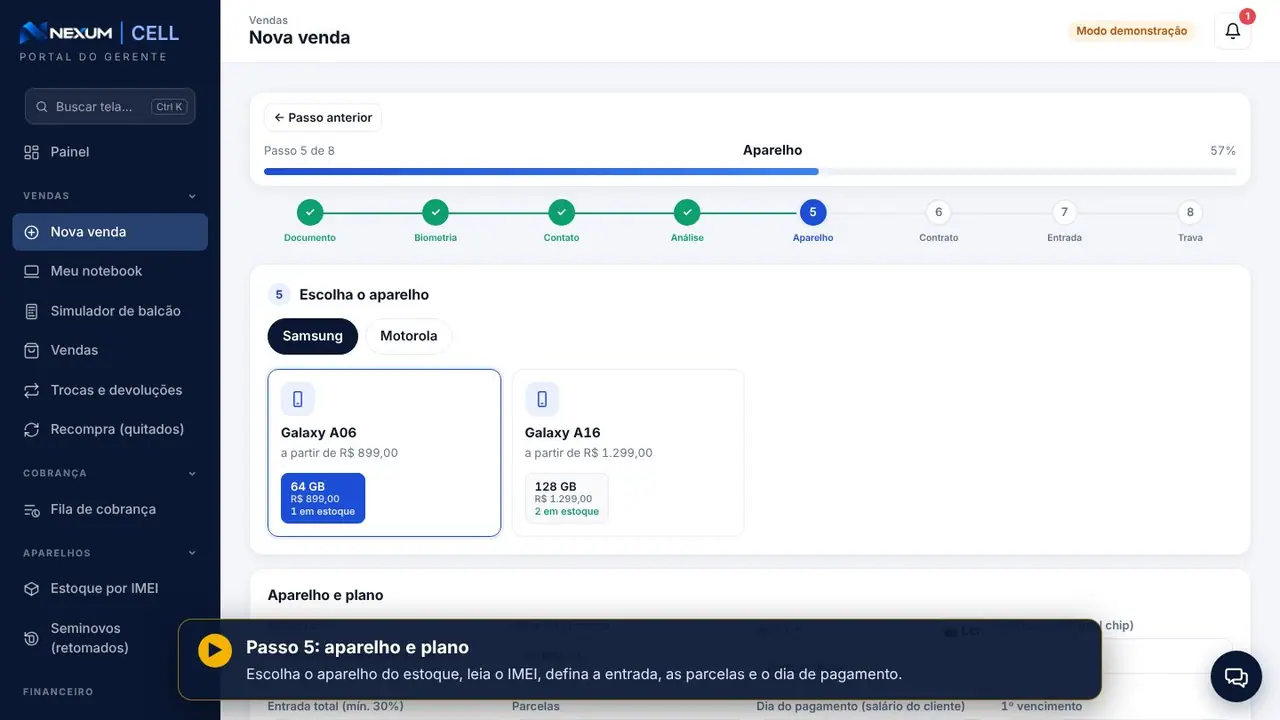 NEXUM | CELL
PORTAL DO GERENTE
Buscar tela... Ctrl K
Painel
VENDAS
Nova venda
Meu notebook
Simulador de balcão
Vendas
Trocas e devoluções
Recompra (quitados)
COBRANÇA
Fila de cobrança
APARELHOS
Estoque por IMEI
Seminovos
(retomados)
FINANCEIRO
Vendas
Nova venda
Modo demonstração
1
← Passo anterior
Passo 5 de 8
Aparelho
57%
5
6
7
8
Documento
Biometria
Contato
Análise
Aparelho
Contrato
Entrada
Trava
5 Escolha o aparelho
Samsung
Motorola
Galaxy A06
a partir de R$ 899,00
64 GB
R$ 899,00
1 em estoque
Galaxy A16
a partir de R$ 1.299,00
128 GB
R$ 1.299,00
2 em estoque
Aparelho e plano
chip)
Passo 5: aparelho e plano
Escolha o aparelho do estoque, leia o IMEI, defina a entrada, as parcelas e o dia de pagamento.
Entrada total (mín. 30%)
Parcelas
Dia do pagamento (salário do cliente)
1º vencimento